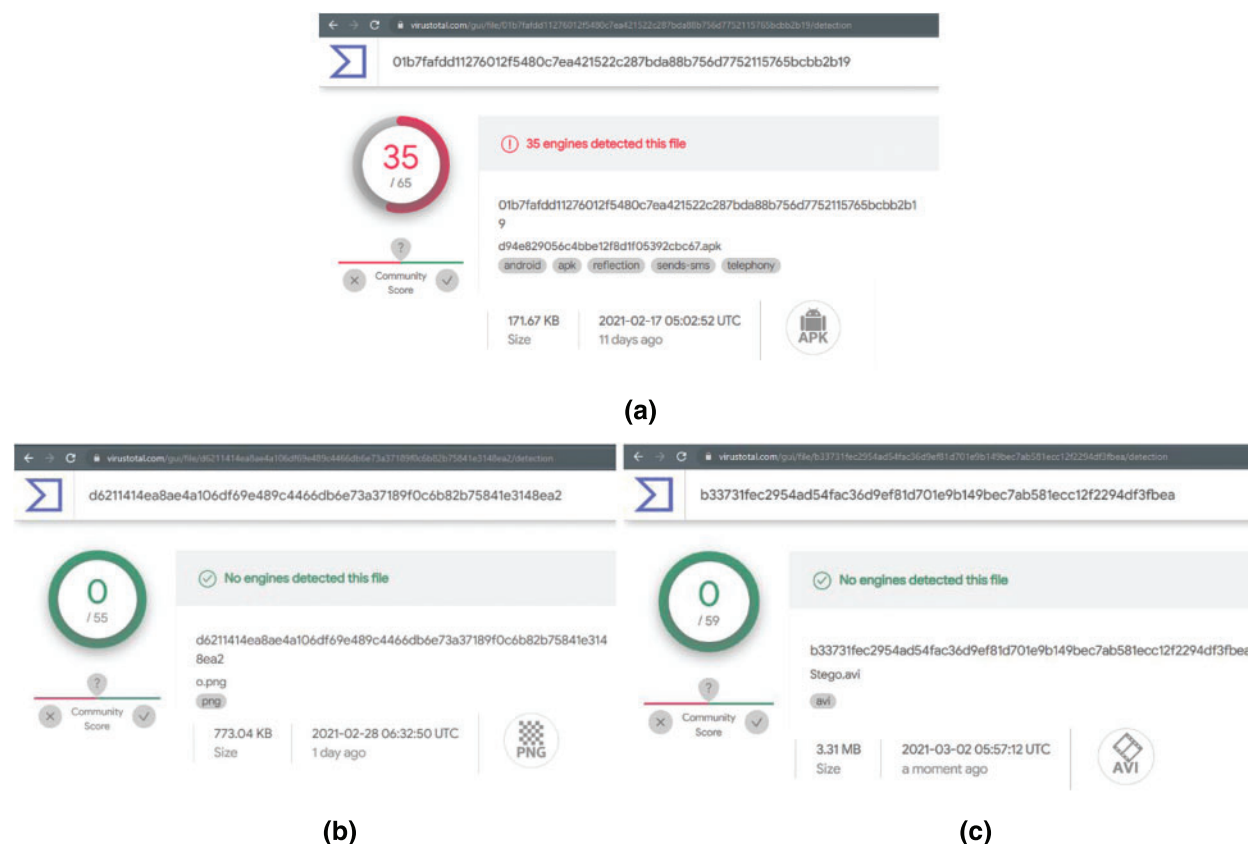 virustotal.com/gui/file/01b7fafdd11276012f5480c7ea421522c287bda88b756d7752115765bcbb2b19/detection
01b7fafdd11276012f5480c7ea421522c287bda88b756d7752115765bcbb2b19
35
/ 65
35 engines detected this file
01b7fafdd11276012f5480c7ea421522c287bda88b756d7752115765bcbb2b1
9
d94e829056c4bbe12f8d1f05392cbc67.apk
android apk reflection sends-sms telephony
?
Community
Score
171.67 KB
Size
2021-02-17 05:02:52 UTC
11 days ago
APK
(a)
virustotal.com/gui/file/d6211414ea8ae4a106df69e489c4466db6e73a37189f0c6b82b75841e3148ea2/detection
d6211414ea8ae4a106df69e489c4466db6e73a37189f0c6b82b75841e3148ea2
0
/ 55
No engines detected this file
d6211414ea8ae4a106df69e489c4466db6e73a37189f0c6b82b75841e314
8ea2
o.png
png
?
Community
Score
773.04 KB
Size
2021-02-28 06:32:50 UTC
1 day ago
PNG
(b)
virustotal.com/gui/file/b33731fec2954ad54fac36d9ef81d701e9b149bec7ab581ecc12f2294df3fbea/detection
b33731fec2954ad54fac36d9ef81d701e9b149bec7ab581ecc12f2294df3fbea
0
/ 59
No engines detected this file
b33731fec2954ad54fac36d9ef81d701e9b149bec7ab581ecc12f2294df3fbea
Stego.avi
avi
?
Community
Score
3.31 MB
Size
2021-03-02 05:57:12 UTC
a moment ago
AVI
(c)